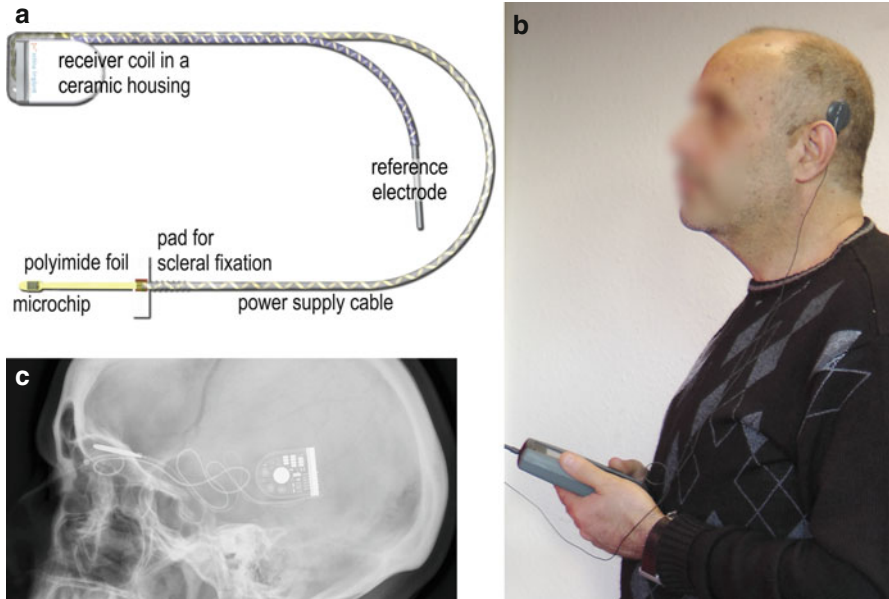 a
receiver coil in a
ceramic housing
reference
electrode
pad for
scleral fixation
polyimide foil
microchip
power supply cable
b
c